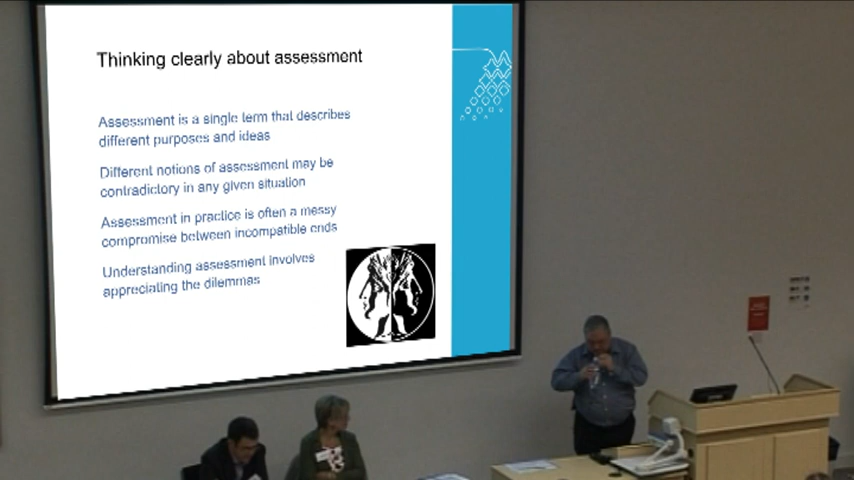 Thinking clearly about assessment
Assessment is a single term that describes
different purposes and ideas
Different notions of assessment may be
contradictory in any given situation
Assessment in practice is often a messy
compromise between incompatible ends
Understanding assessment involves
appreciating the dilemmas